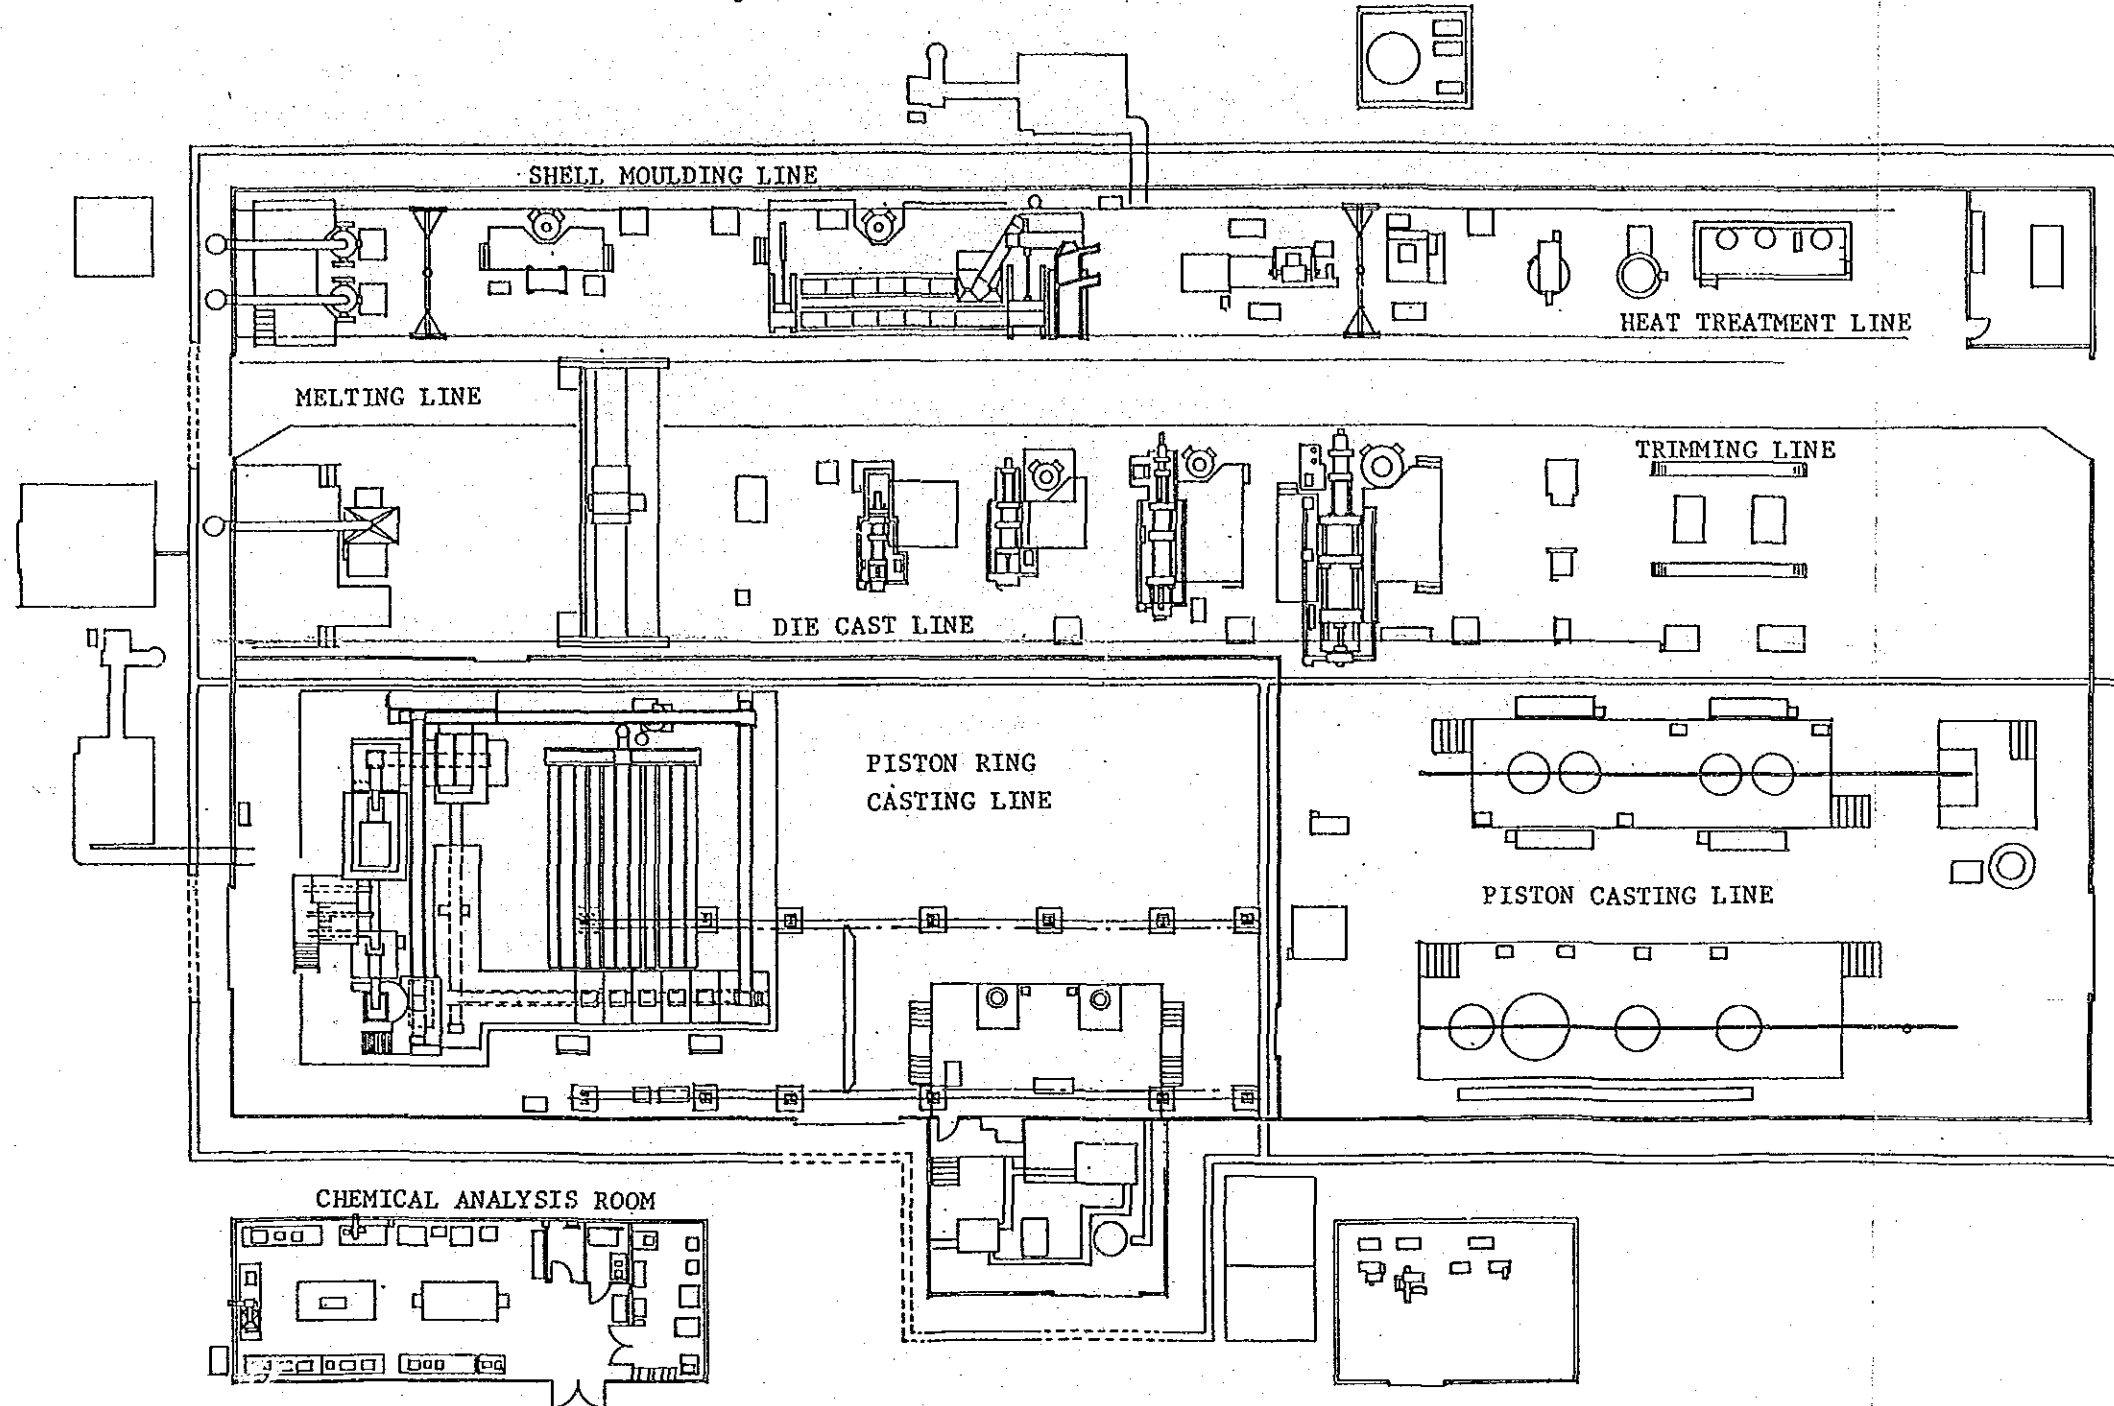 SHELL MOULDING LINE
HEAT TREATMENT LINE
MELTING LINE
TRIMMING LINE
DIE CAST LINE
PISTON RING
CASTING LINE
PISTON CASTING LINE
CHEMICAL ANALYSIS ROOM